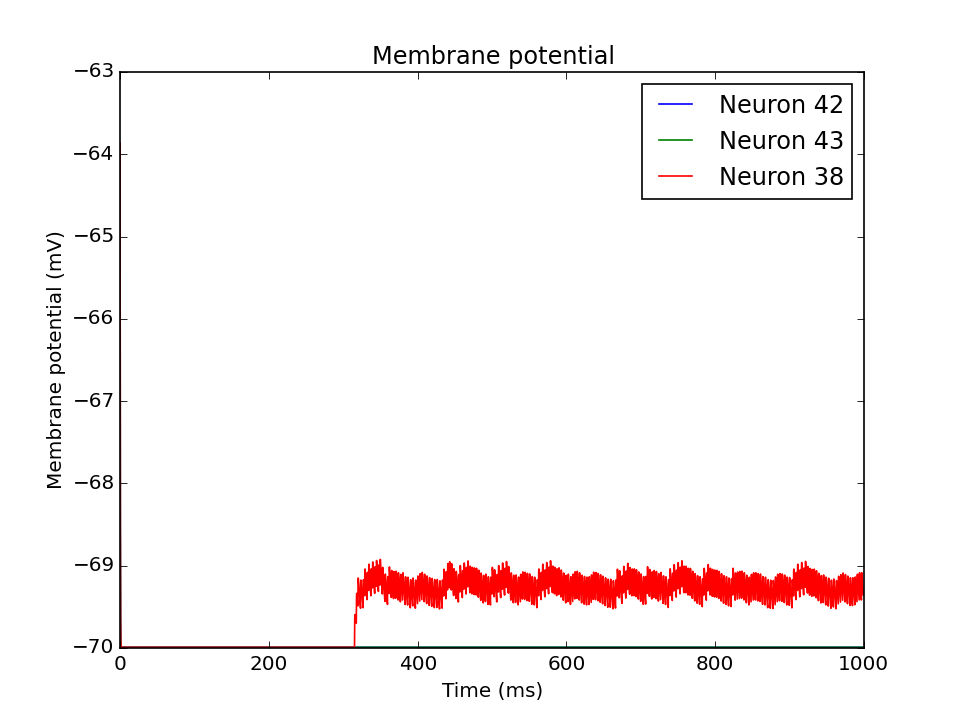 Membrane potential
Membrane potential (mV)
−63
−64
−65
−66
−67
−68
−69
−70
Neuron 42
Neuron 43
Neuron 38
0
200
400
600
800
1000
Time (ms)